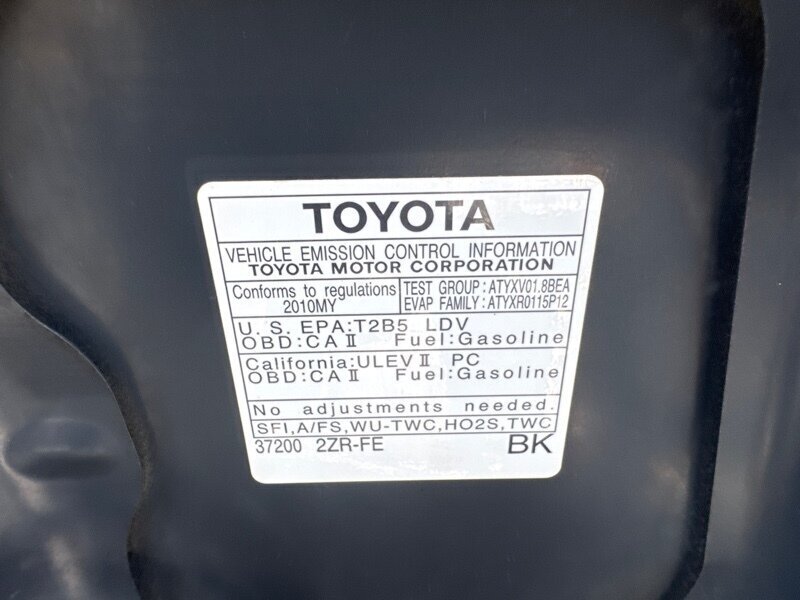 TOYOTA
VEHICLE EMISSION CONTROL INFORMATION
TOYOTA MOTOR CORPORATION
Conforms to regulations
2010MY
TEST GROUP:ATYXV01.8BEA
EVAP FAMILY:ATYXR0115P12
U.S.EPA:T2B5 LDV
OBD:CAⅡ Fuel:Gasoline
California:ULEVⅡ PC
OBD:CAⅡ Fuel:Gasoline
No adjustments needed.
SFI,A/FS,WU-TWC,HO2S,TWC
37200 2ZR-FE BK